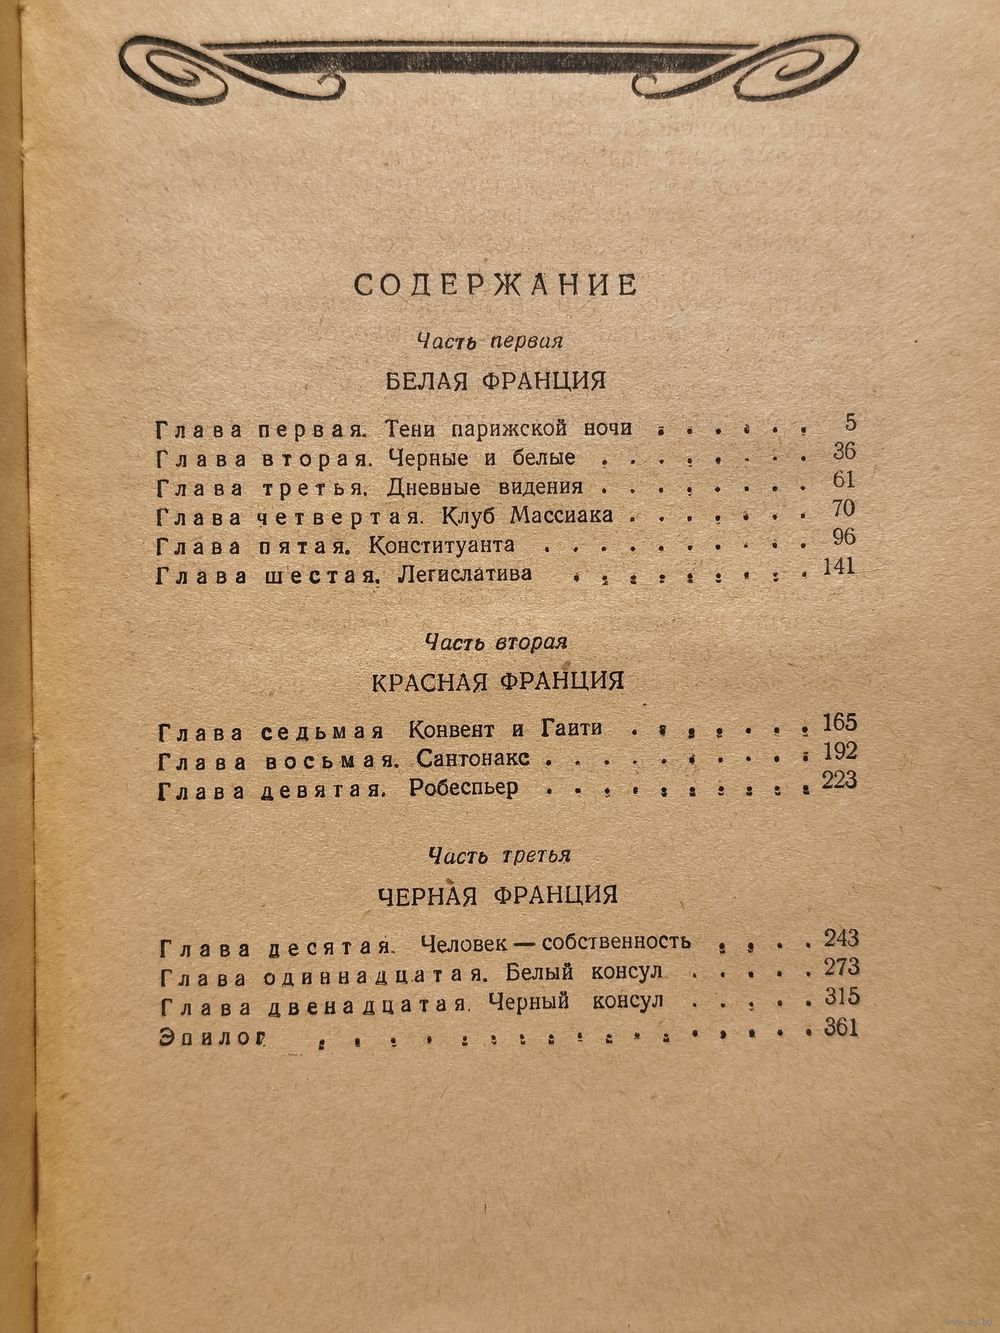 СОДЕРЖАНИЕ
Часть первая
БЕЛАЯ ФРАНЦИЯ
Глава первая. Тени парижской ночи . . . . . . 5
Глава вторая. Черные и белые . . . . . . . . 36
Глава третья. Дневные видения . . . . . . . . 61
Глава четвертая. Клуб Массиака . . . . . . . 70
Глава пятая. Конституанта . . . . . . . . . . 96
Глава шестая. Легислатива . . . . . . . . . 141
Часть вторая
КРАСНАЯ ФРАНЦИЯ
Глава седьмая Конвент и Гаити . . . . . . . 165
Глава восьмая. Сантонакс . . . . . . . . . . 192
Глава девятая. Робеспьер . . . . . . . . . . 223
Часть третья
ЧЕРНАЯ ФРАНЦИЯ
Глава десятая. Человек — собственность . . . . 243
Глава одиннадцатая. Белый консул . . . . . 273
Глава двенадцатая. Черный консул . . . . . 315
Эпилог . . . . . . . . . . . . . . . . 361
www.ay.by